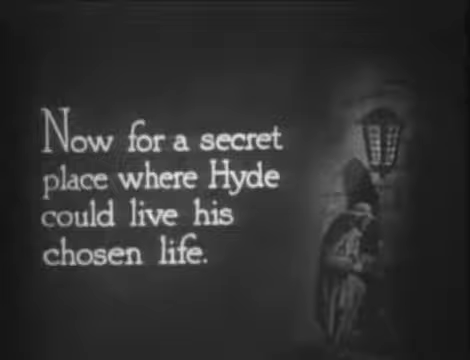 Now for a secret
place where Hyde
could live his
chosen life.